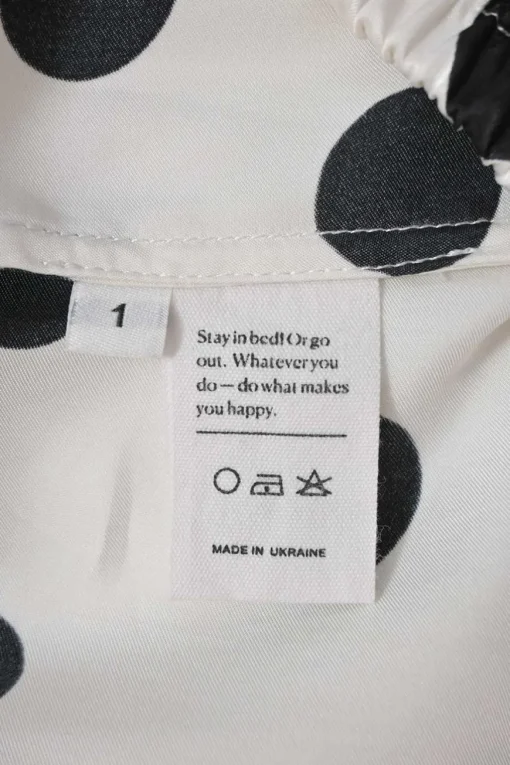 1
Stay in bed! Or go
out. Whatever you
do — do what makes
you happy.
MADE IN UKRAINE